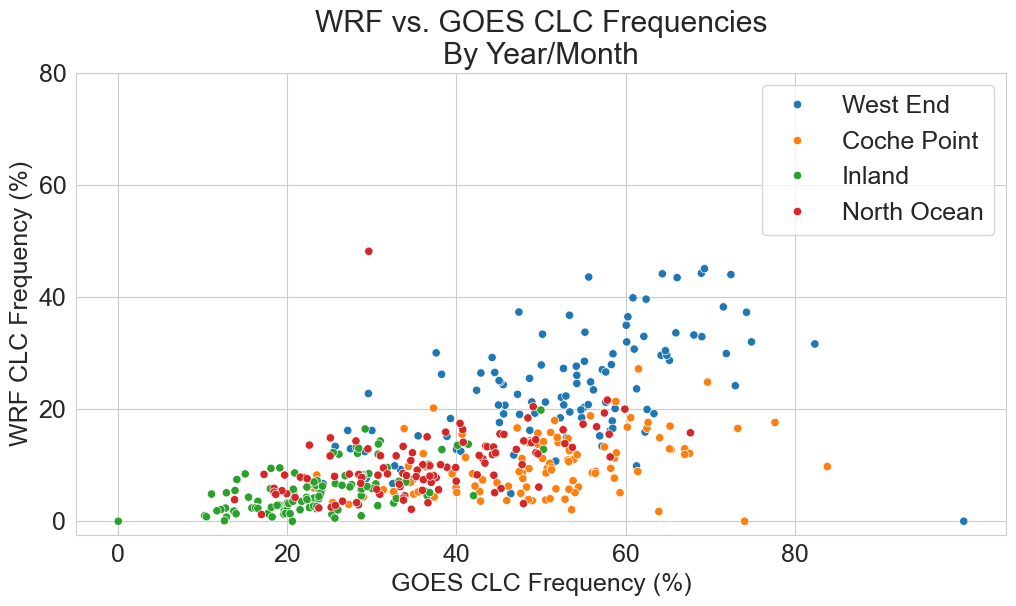 WRF vs. GOES CLC Frequencies
By Year/Month
80
60
40
20
0
WRF CLC Frequency (%)
West End
Coche Point
Inland
North Ocean
0
20
40
60
80
GOES CLC Frequency (%)